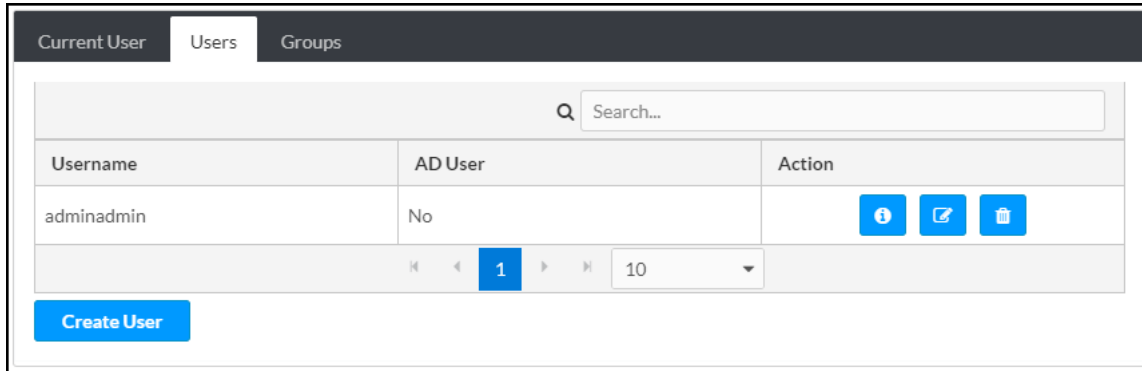 Current User Users Groups
Search...
Username AD User Action
adminadmin No
1 10
Create User